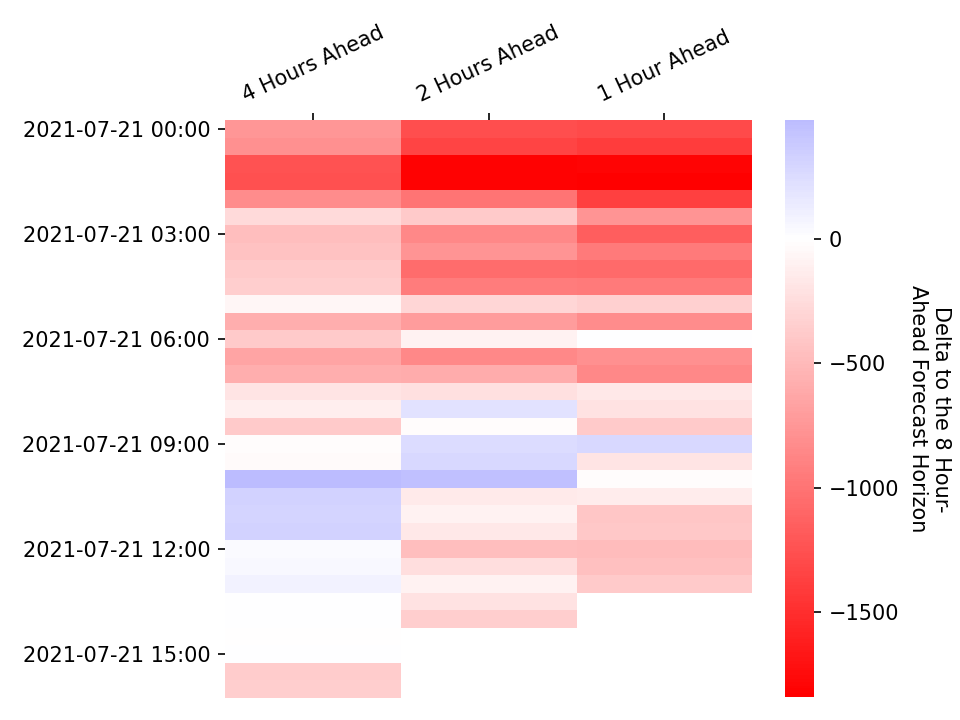 4 Hours Ahead
2 Hours Ahead
1 Hour Ahead
2021-07-21 00:00
2021-07-21 03:00
2021-07-21 06:00
2021-07-21 09:00
2021-07-21 12:00
2021-07-21 15:00
0
−500
−1000
−1500
Delta to the 8 Hour-
Ahead Forecast Horizon